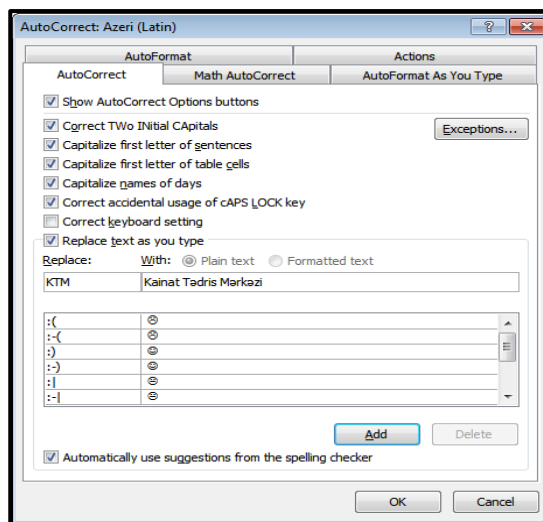 AutoCorrect: Azeri (Latin)
AutoFormat Actions
AutoCorrect Math AutoCorrect AutoFormat As You Type
Show AutoCorrect Options buttons
Correct TWo INitial CApitals Exceptions...
Capitalize first letter of sentences
Capitalize first letter of table cells
Capitalize names of days
Correct accidental usage of cAPS LOCK key
Correct keyboard setting
Replace text as you type
Replace: With: Plain text Formatted text
KTM Kainat Tədris Mərkəzi
:( ☹
:-( ☹
:) ☺
:-) ☺
:| 😐
:-| 😐
Add Delete
Automatically use suggestions from the spelling checker
OK Cancel